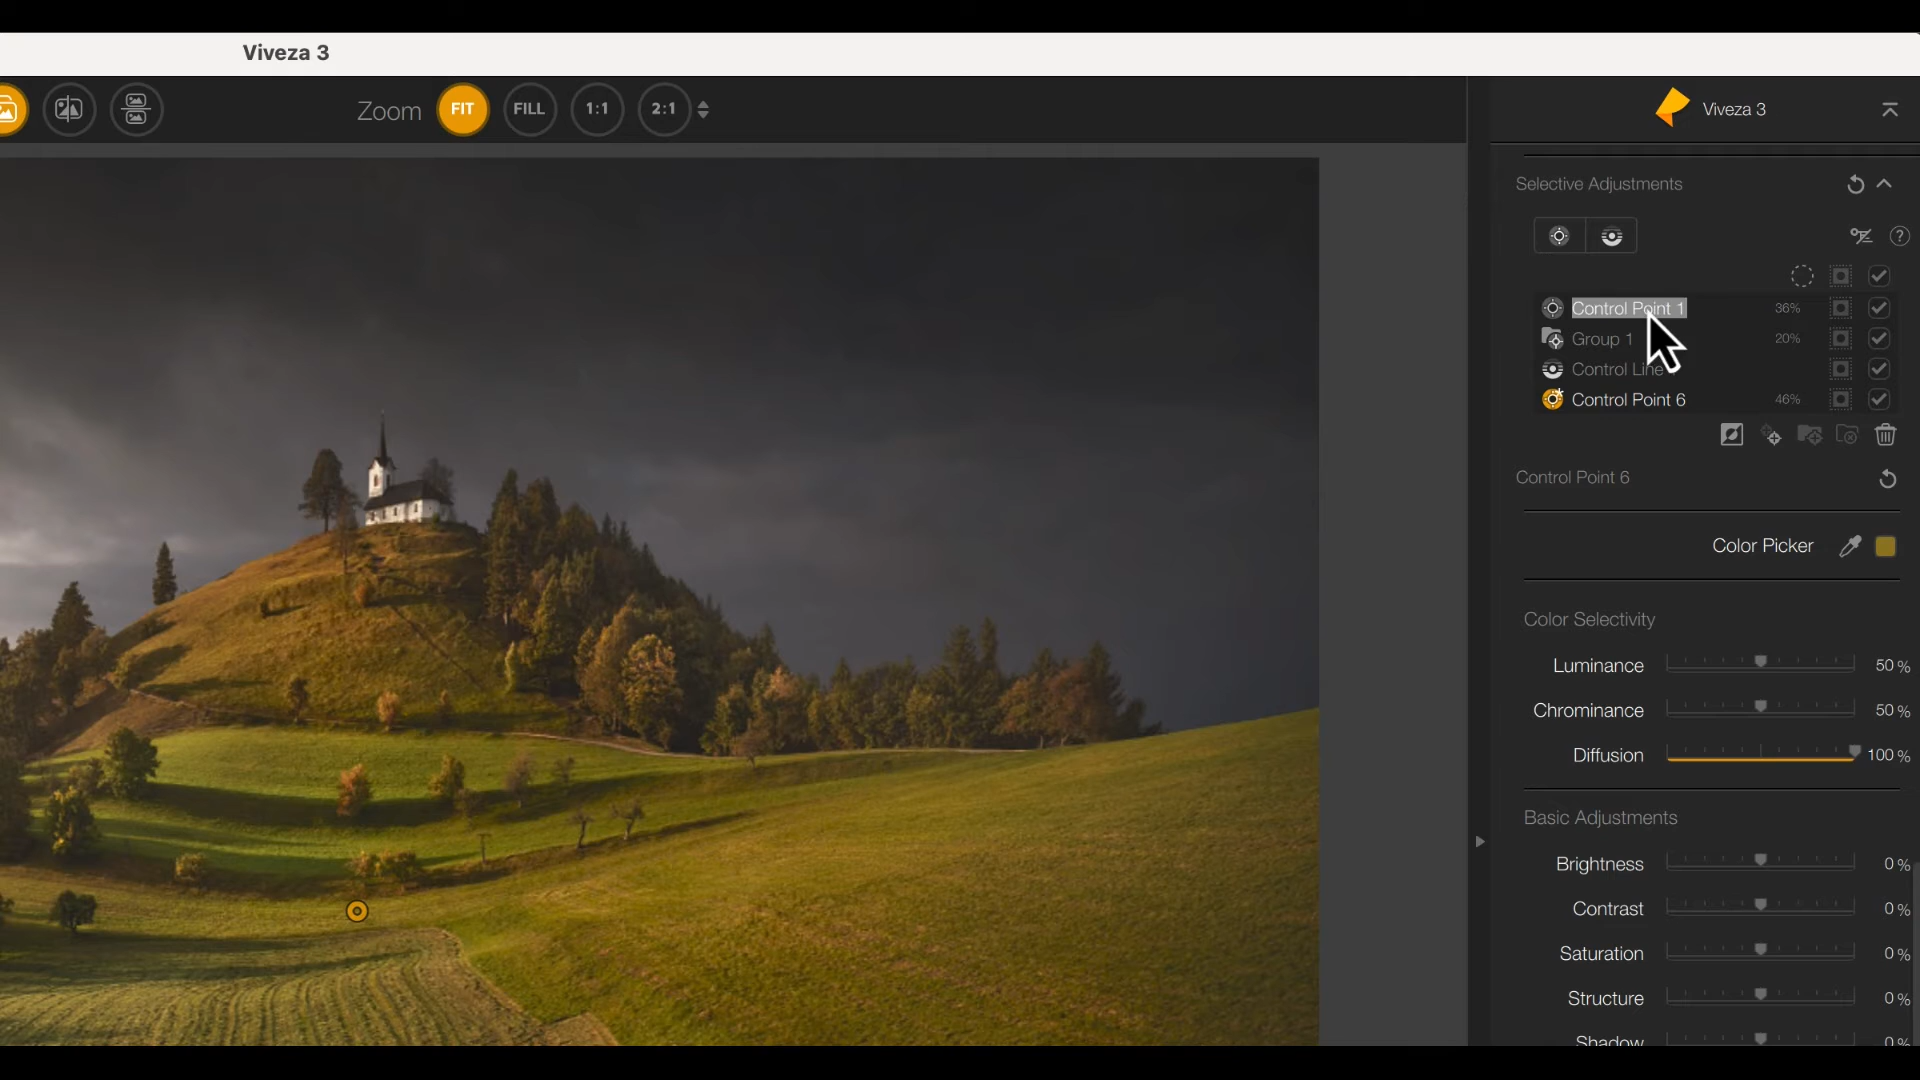 Viveza 3
Zoom FIT FILL 1:1 2:1
Viveza 3
Selective Adjustments
?
Control Point 1 36%
Group 1 20%
Control Line
Control Point 6 46%
Control Point 6
Color Picker
Color Selectivity
Luminance 50 %
Chrominance 50 %
Diffusion 100 %
Basic Adjustments
Brightness 0 %
Contrast 0 %
Saturation 0 %
Structure 0 %
Shadow 0 %